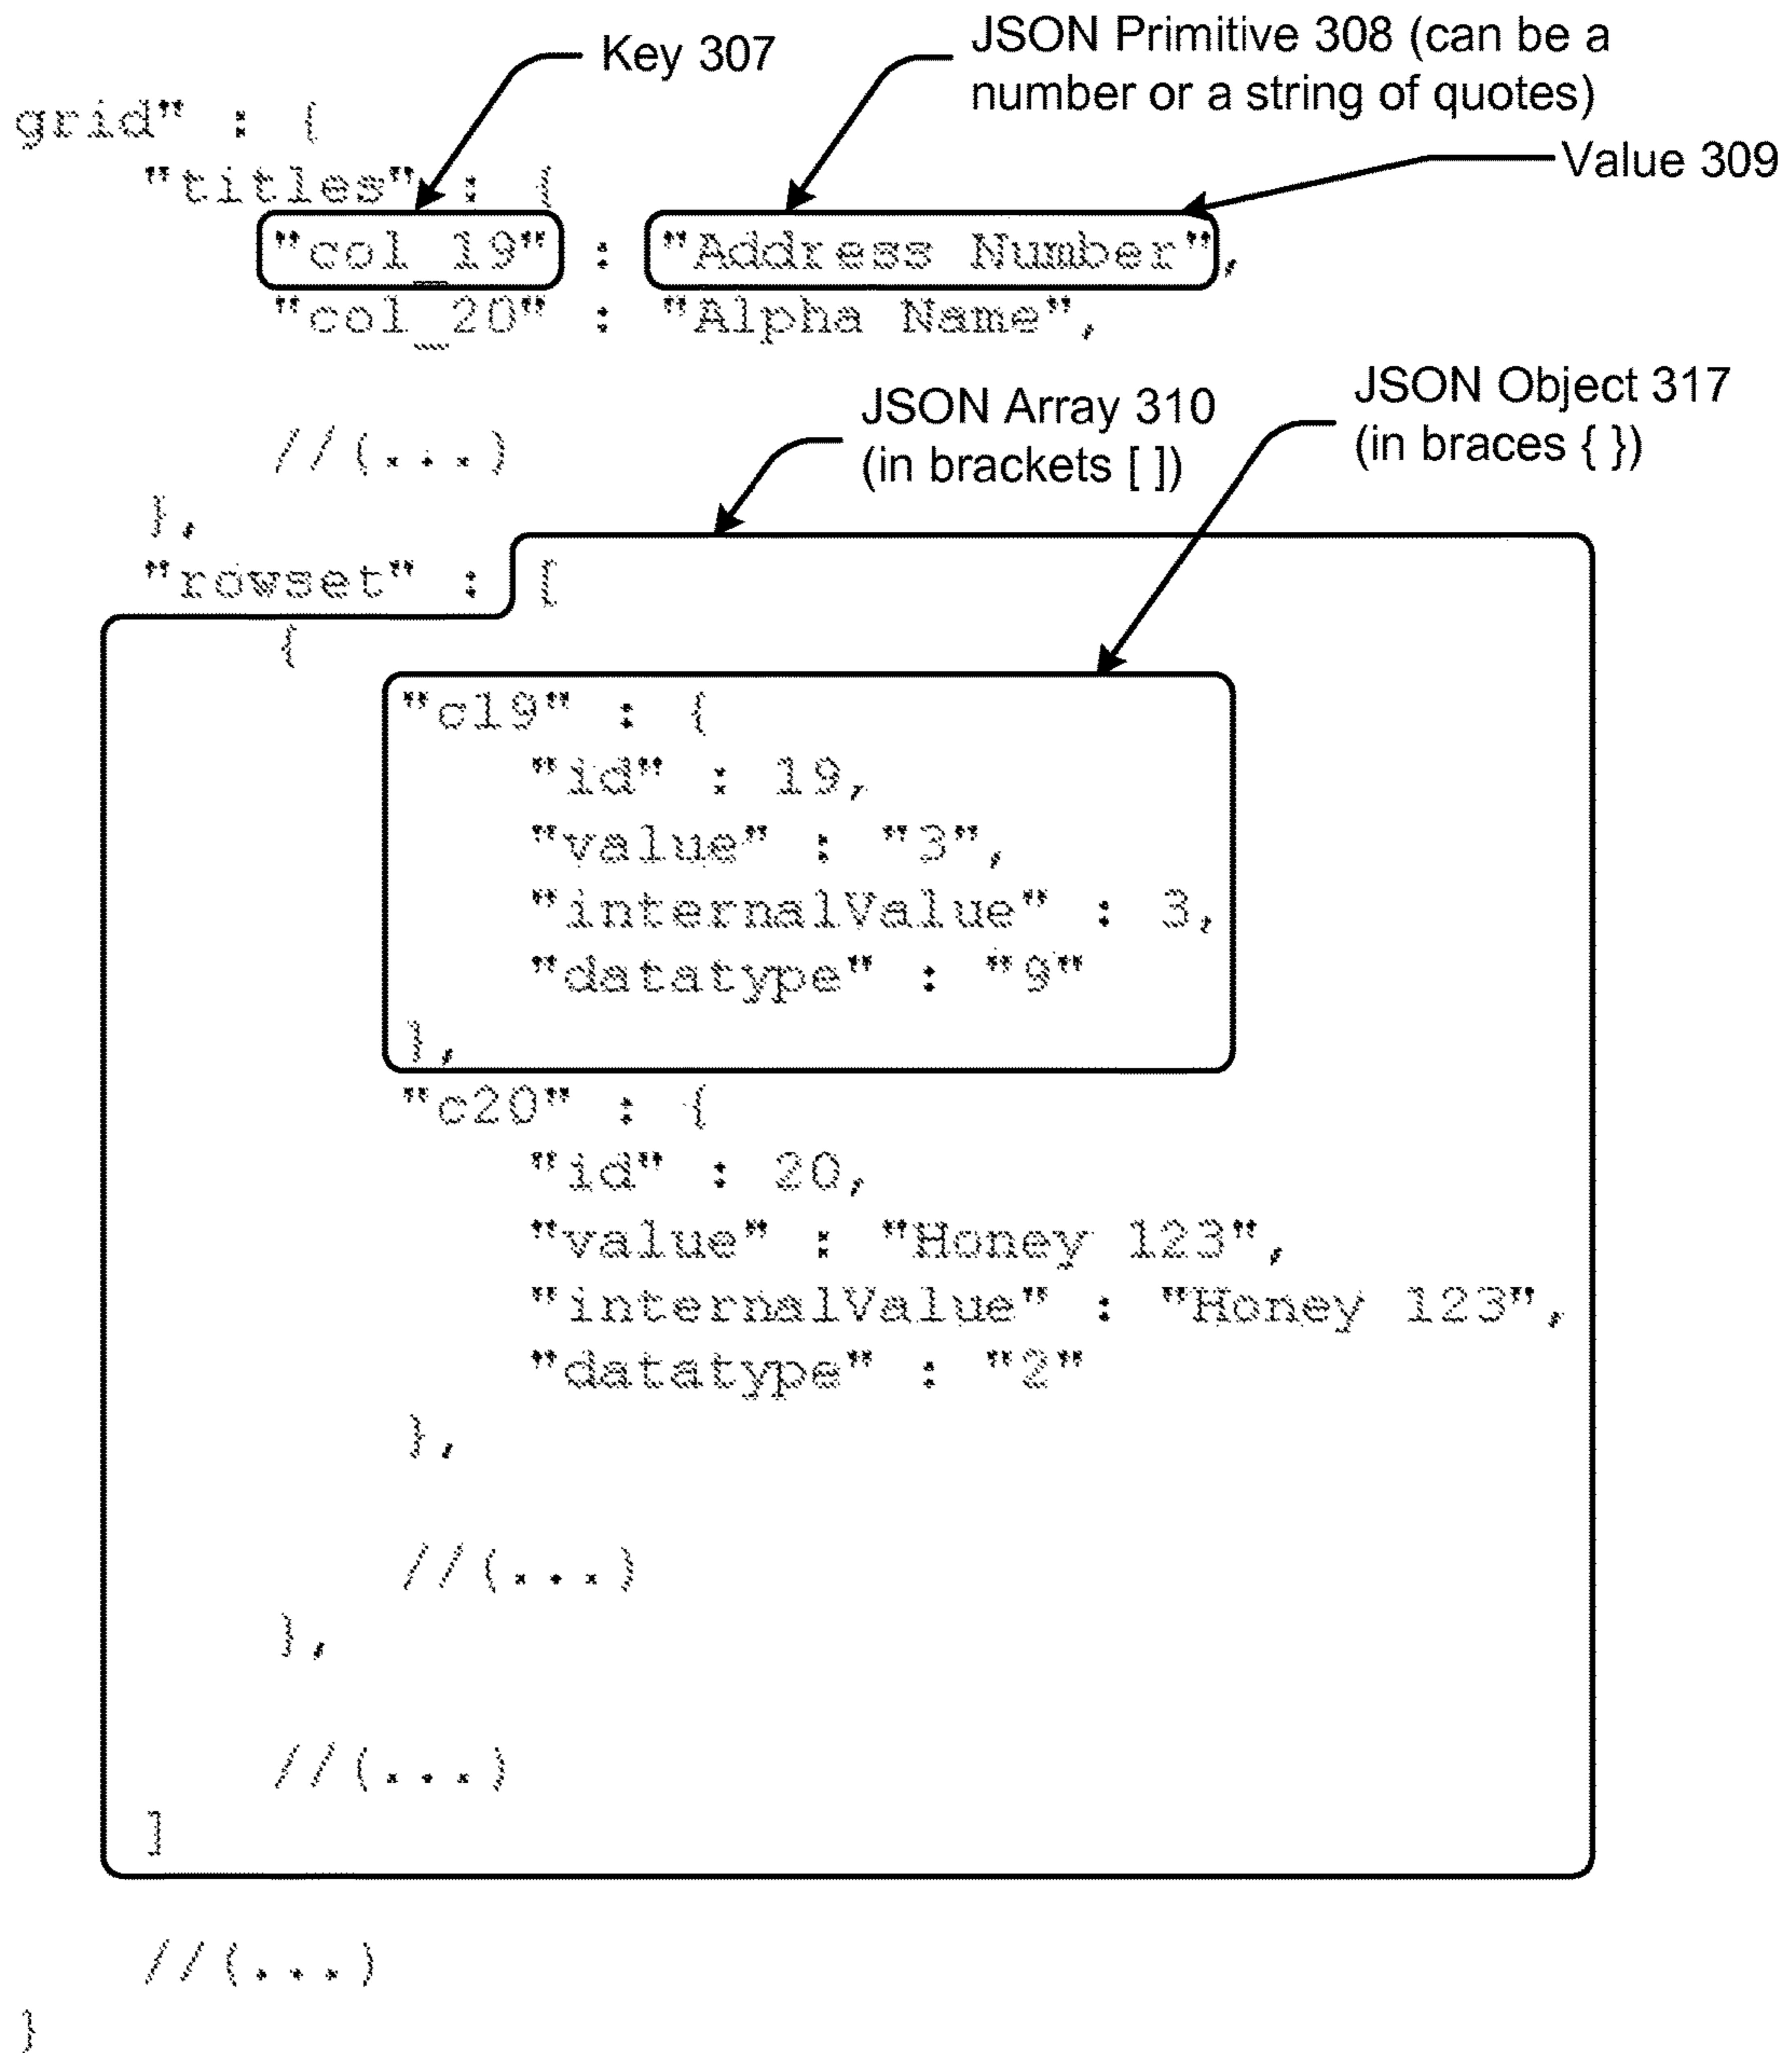 Key 307
JSON Primitive 308 (can be a
number or a string of quotes)
Value 309
grid" : {
"titles" : {
"col_19" : "Address Number",
"col_20" : "Alpha Name",
//(...)
},
JSON Array 310
(in brackets [ ])
JSON Object 317
(in braces { })
"rowset" : [
{
"c19" : {
"id" : 19,
"value" : "3",
"internalValue" : 3,
"datatype" : "9"
},
"c20" : {
"id" : 20,
"value" : "Honey 123",
"internalValue" : "Honey 123",
"datatype" : "2"
},
//(...)
},
//(...)
]
//(...)
}